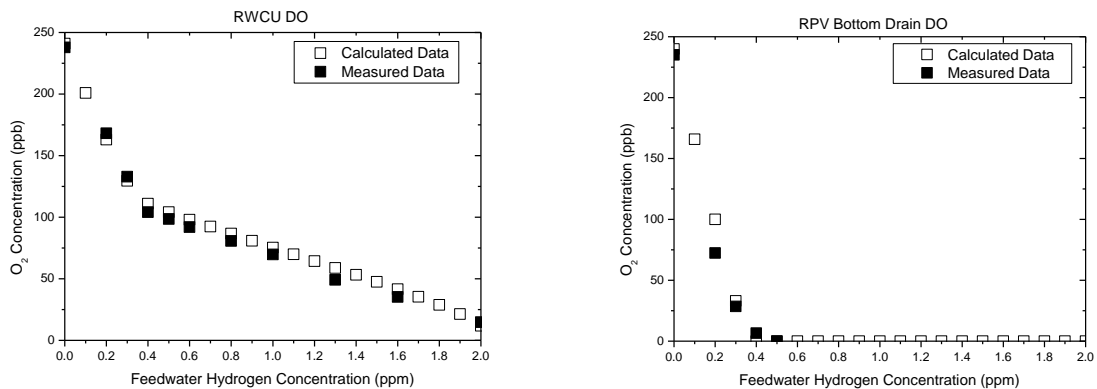 RWCU DO
250
200
150
100
50
0
O2 Concentration (ppb)
Calculated Data
Measured Data
0.0 0.2 0.4 0.6 0.8 1.0 1.2 1.4 1.6 1.8 2.0
Feedwater Hydrogen Concentration (ppm)
RPV Bottom Drain DO
250
200
150
100
50
0
O2 Concentration (ppb)
Calculated Data
Measured Data
0.0 0.2 0.4 0.6 0.8 1.0 1.2 1.4 1.6 1.8 2.0
Feedwater Hydrogen Concentration (ppm)